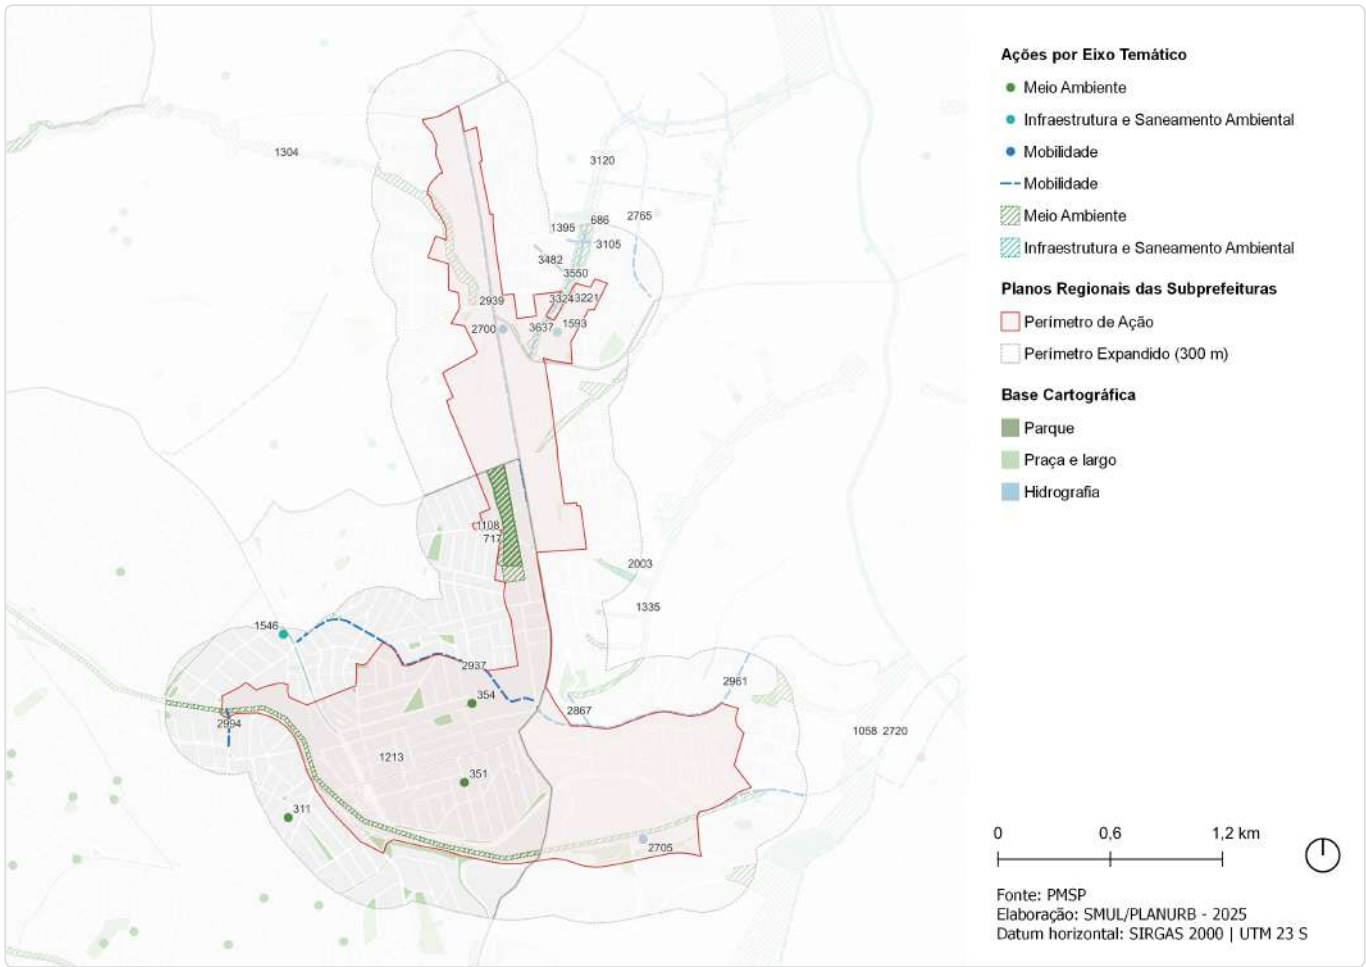 Ações por Eixo Temático
Meio Ambiente
Infraestrutura e Saneamento Ambiental
Mobilidade
Mobilidade
Meio Ambiente
Infraestrutura e Saneamento Ambiental
Planos Regionais das Subprefeituras
Perímetro de Ação
Perímetro Expandido (300 m)
Base Cartográfica
Parque
Praça e largo
Hidrografia
1304
3120
686
2765
1395
3105
3482
3550
2939
3324
3221
2700
3637
1593
1108
717
2003
1335
1546
2937
2961
354
2867
2994
1058
2720
1213
351
311
2705
0
0,6
1,2 km
Fonte: PMSP
Elaboração: SMUL/PLANURB - 2025
Datum horizontal: SIRGAS 2000 | UTM 23 S